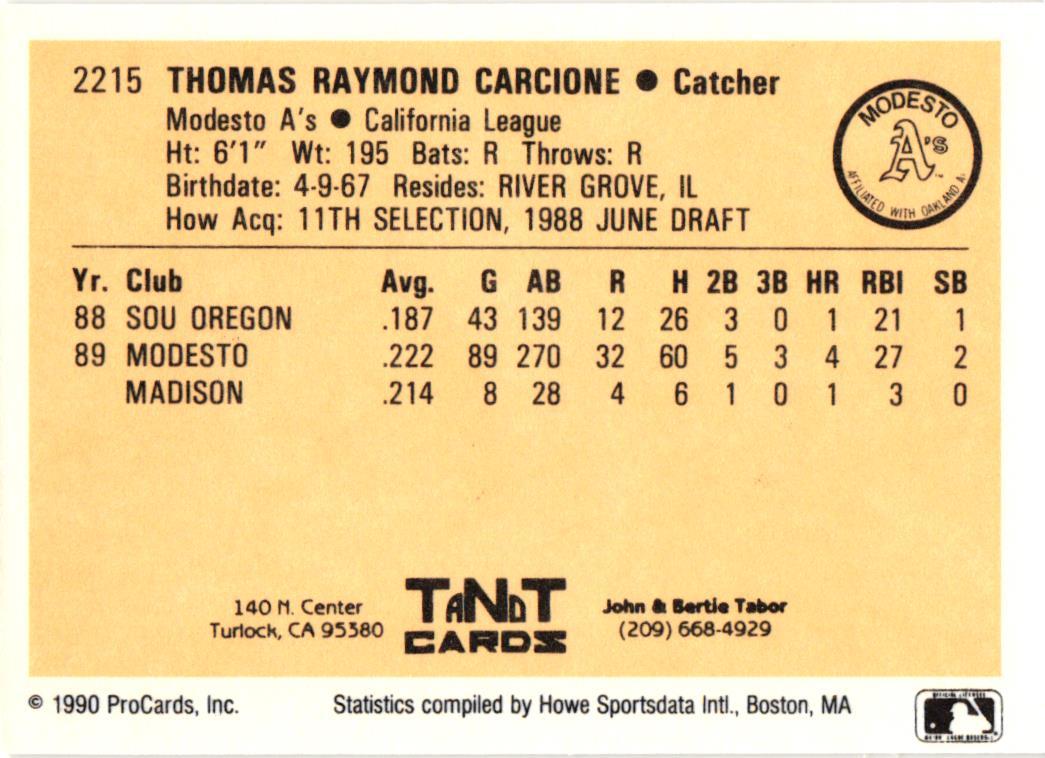 2215 THOMAS RAYMOND CARCIONE ● Catcher
Modesto A's ● California League
Ht: 6'1" Wt: 195 Bats: R Throws: R
Birthdate: 4-9-67 Resides: RIVER GROVE, IL
How Acq: 11TH SELECTION, 1988 JUNE DRAFT
MODESTO
A's
AFFILIATED WITH OAKLAND A's
Yr. Club Avg. G AB R H 2B 3B HR RBI SB
88 SOU OREGON .187 43 139 12 26 3 0 1 21 1
89 MODESTO .222 89 270 32 60 5 3 4 27 2
MADISON .214 8 28 4 6 1 0 1 3 0
140 N. Center
Turlock, CA 95380
TANDT
CARDS
John & Bertie Tabor
(209) 668-4929
© 1990 ProCards, Inc. Statistics compiled by Howe Sportsdata Intl., Boston, MA